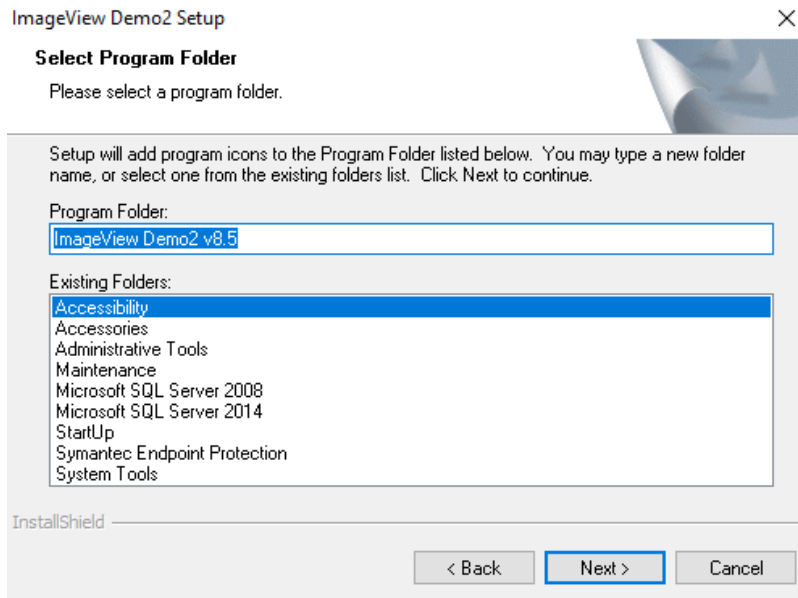 ImageView Demo2 Setup
Select Program Folder
Please select a program folder.
Setup will add program icons to the Program Folder listed below.  You may type a new folder
name, or select one from the existing folders list.  Click Next to continue.
Program Folder:
ImageView Demo2 v8.5
Existing Folders:
Accessibility
Accessories
Administrative Tools
Maintenance
Microsoft SQL Server 2008
Microsoft SQL Server 2014
StartUp
Symantec Endpoint Protection
System Tools
InstallShield
< Back
Next >
Cancel